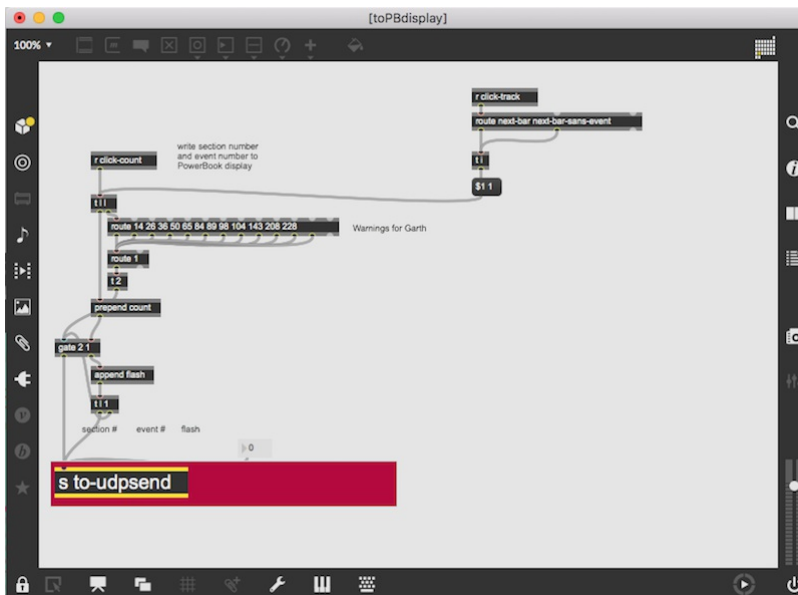 [toPBdisplay]
100%
r click-track
route next-bar next-bar-sans-event
write section number
and event number to
PowerBook display
r click-count
t l
$1 1
t l l
route 14 26 36 50 65 84 89 98 104 143 208 228
Warnings for Garth
route 1
t 2
prepend count
gate 2 1
append flash
t l 1
section # event # flash
0
s to-udpsend